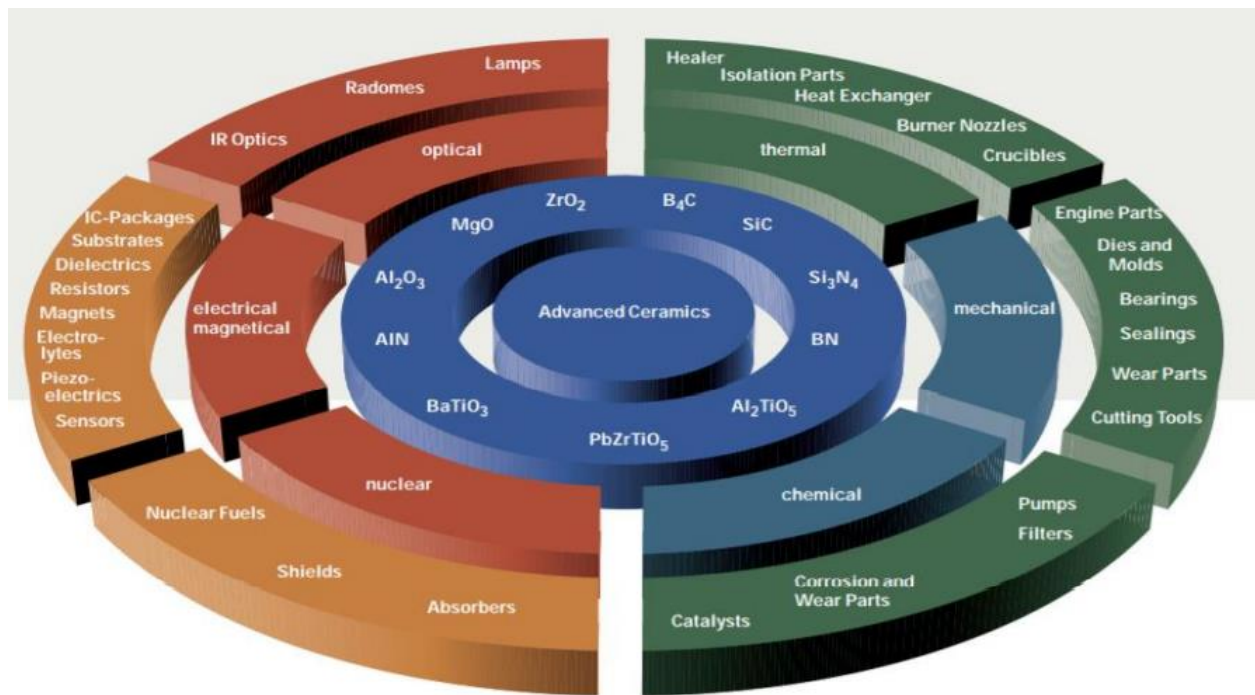 Lamps
Radomes
IR Optics
optical
Healer
Isolation Parts
Heat Exchanger
Burner Nozzles
Crucibles
thermal
IC-Packages
Substrates
Dielectrics
Resistors
Magnets
Electro-
lytes
Piezo-
electrics
Sensors
electrical
magnetical
ZrO₂
B₄C
MgO
SiC
Al₂O₃
Si₃N₄
Advanced Ceramics
AlN
BN
BaTiO₃
Al₂TiO₅
PbZrTiO₅
mechanical
Engine Parts
Dies and
Molds
Bearings
Sealings
Wear Parts
Cutting Tools
nuclear
Nuclear Fuels
Shields
Absorbers
chemical
Pumps
Filters
Corrosion and
Wear Parts
Catalysts